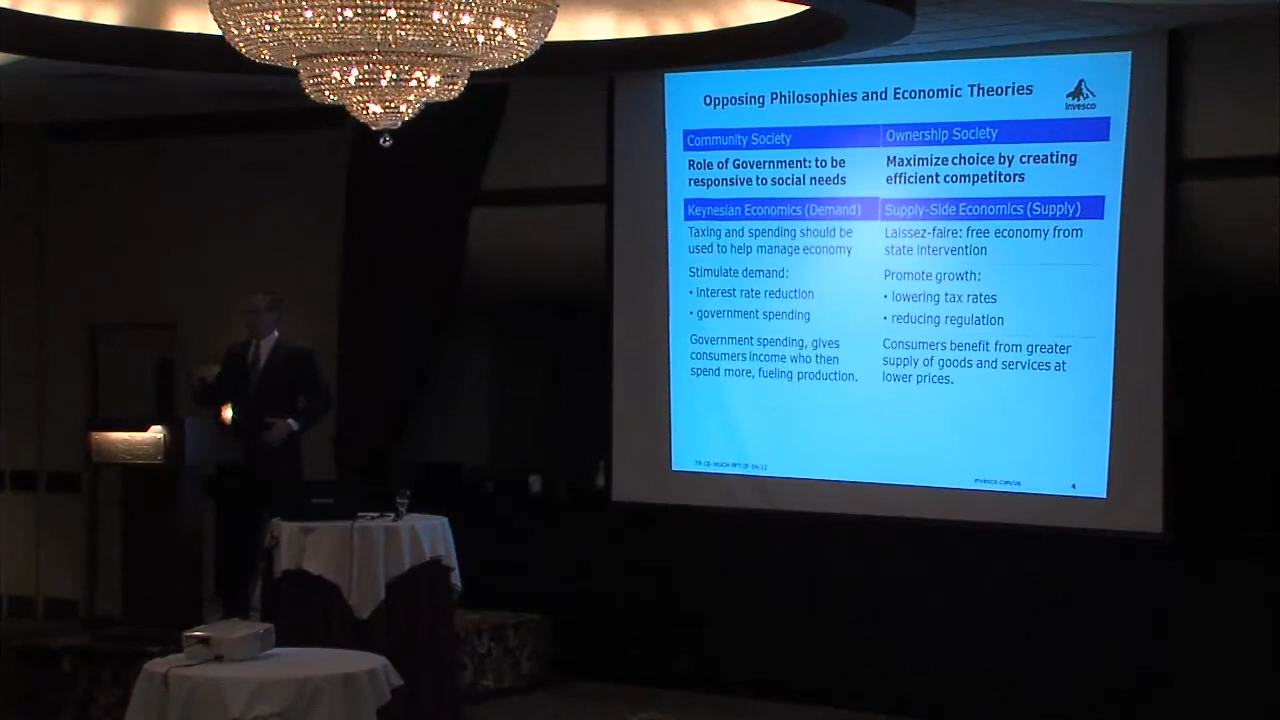 Opposing Philosophies and Economic Theories
Invesco
Community Society
Ownership Society
Role of Government: to be
responsive to social needs
Maximize choice by creating
efficient competitors
Keynesian Economics (Demand)
Supply-Side Economics (Supply)
Taxing and spending should be
used to help manage economy
Laissez-faire: free economy from
state intervention
Stimulate demand:
• interest rate reduction
• government spending
Promote growth:
• lowering tax rates
• reducing regulation
Government spending, gives
consumers income who then
spend more, fueling production.
Consumers benefit from greater
supply of goods and services at
lower prices.
invesco.com/us
4